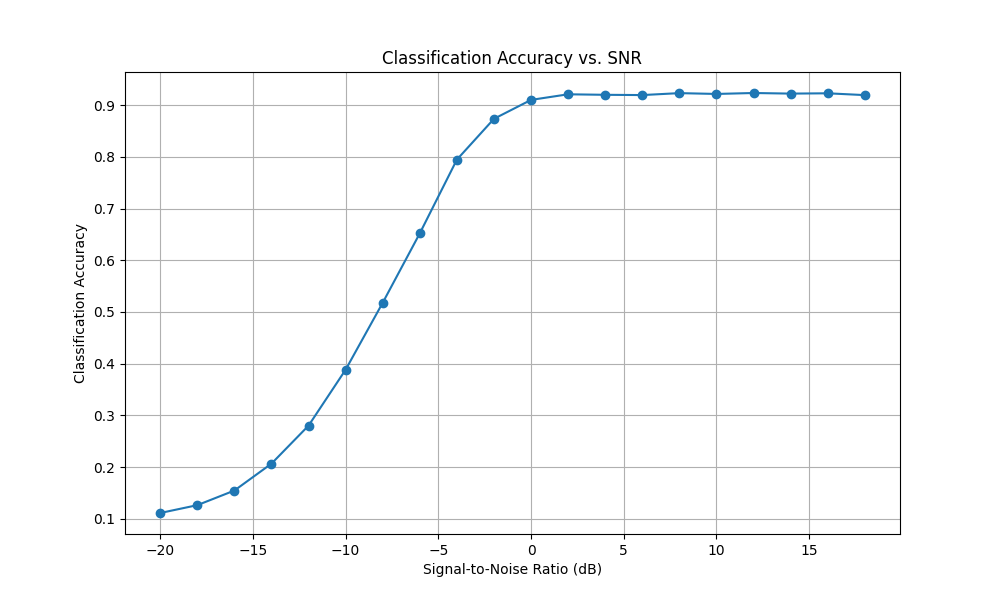 Classification Accuracy vs. SNR
Classification Accuracy
0.9
0.8
0.7
0.6
0.5
0.4
0.3
0.2
0.1
−20 −15 −10 −5 0 5 10 15
Signal-to-Noise Ratio (dB)